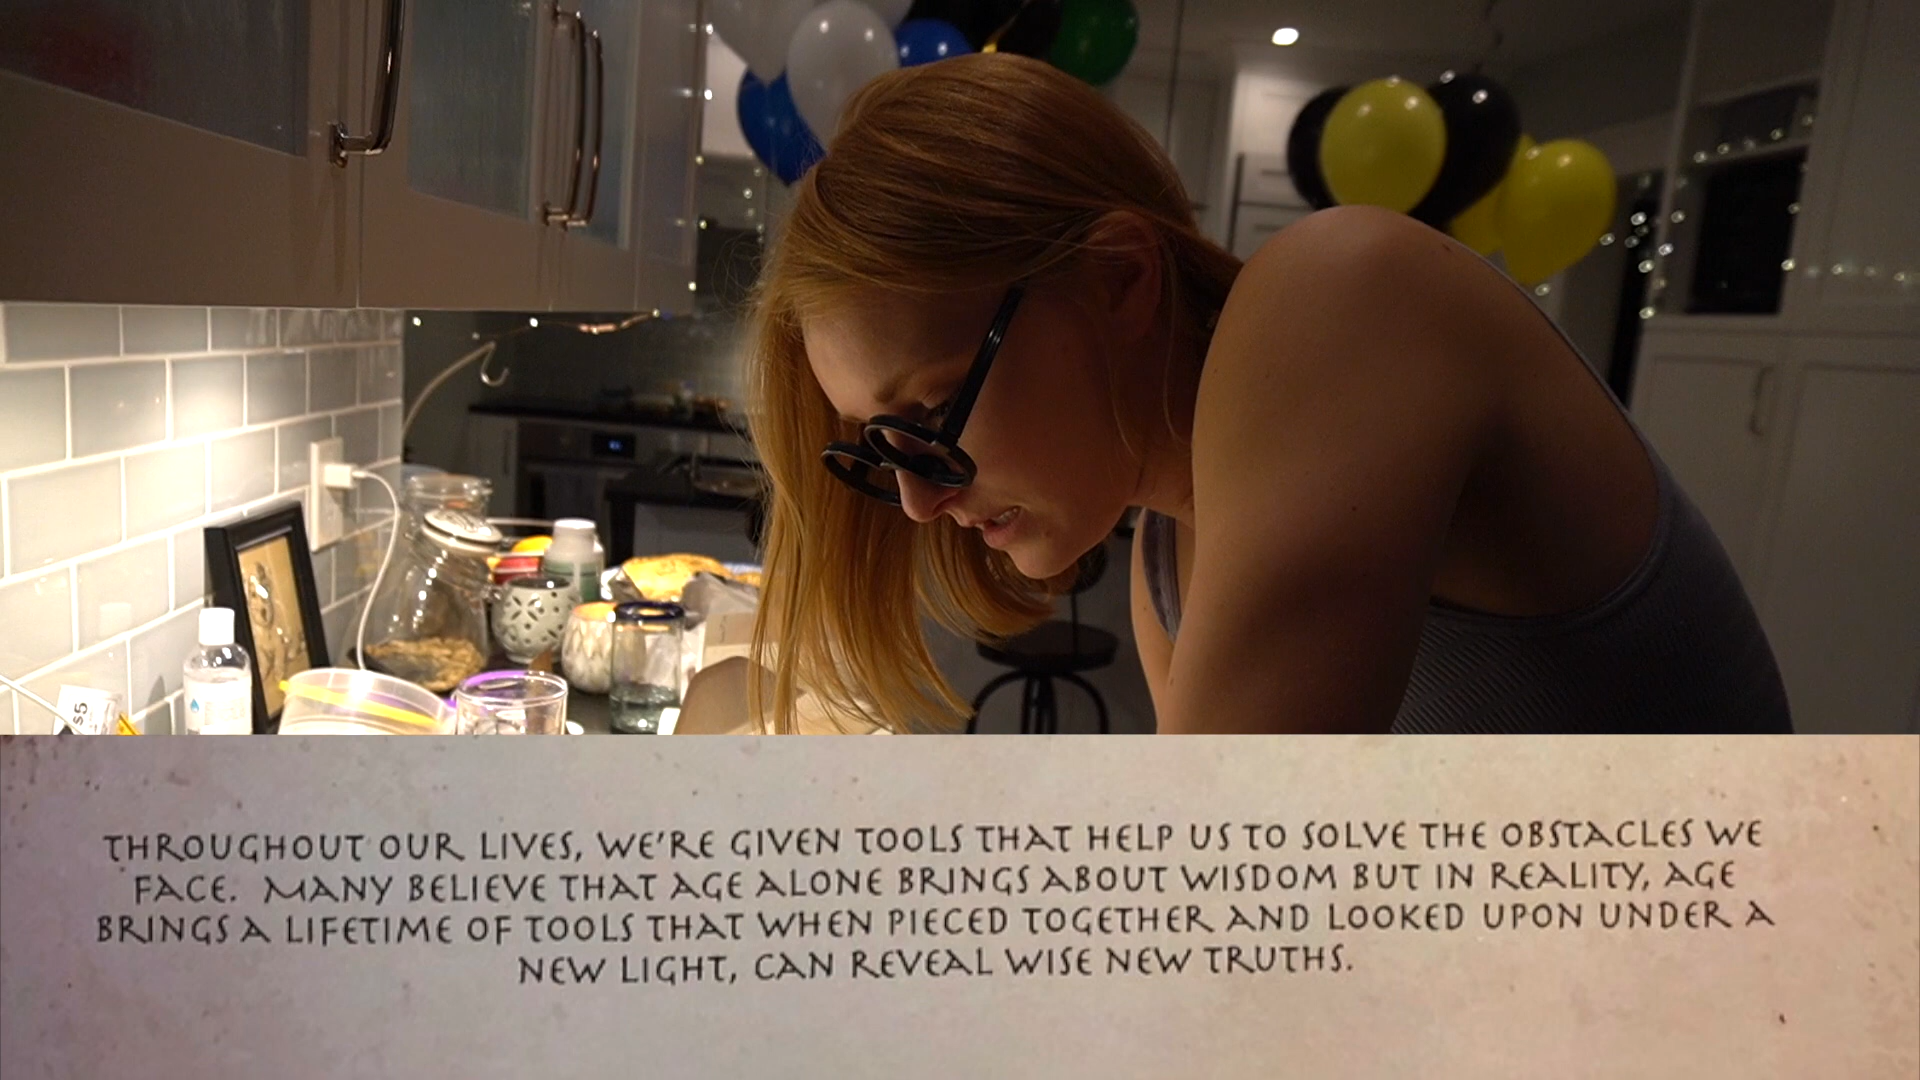 $5
THROUGHOUT OUR LIVES, WE'RE GIVEN TOOLS THAT HELP US TO SOLVE THE OBSTACLES WE
FACE. MANY BELIEVE THAT AGE ALONE BRINGS ABOUT WISDOM BUT IN REALITY, AGE
BRINGS A LIFETIME OF TOOLS THAT WHEN PIECED TOGETHER AND LOOKED UPON UNDER A
NEW LIGHT, CAN REVEAL WISE NEW TRUTHS.